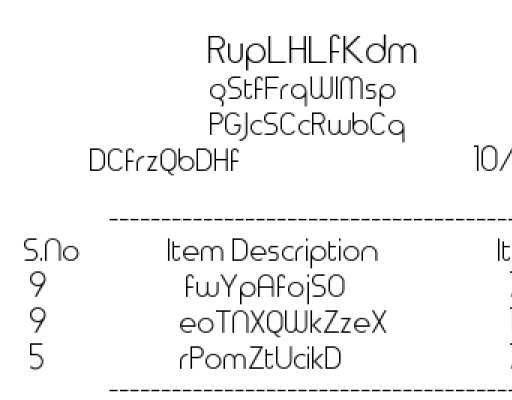 RupLHLfKdm
qStfFrqWIMsp
PGJcSCcRwbCq
DCfrzQbDHf 10/
----------------------------------------
S.No Item Description It
9 fwYpAfojSO
9 eoTNXQWkZzeX
5 rPomZtUcikD
----------------------------------------